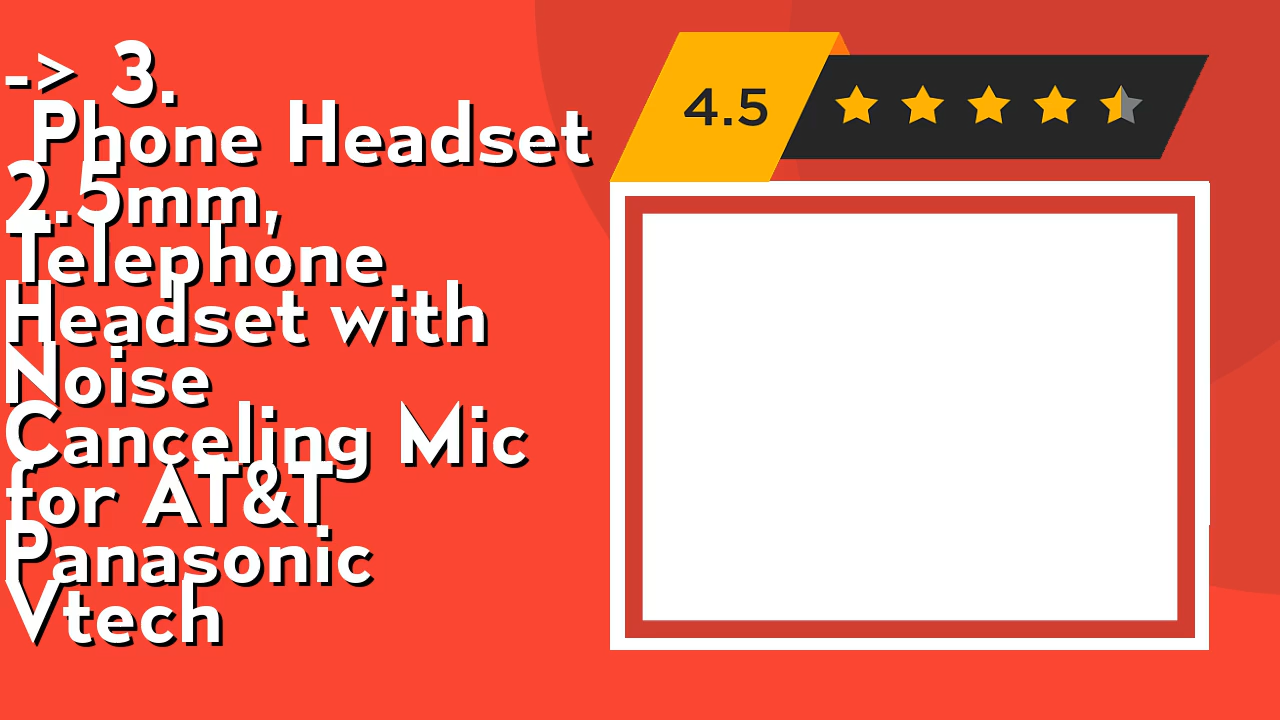 -> 3.
Phone Headset
2.5mm,
Telephone
Headset with
Noise
Canceling Mic
for AT&T
Panasonic
Vtech
4.5